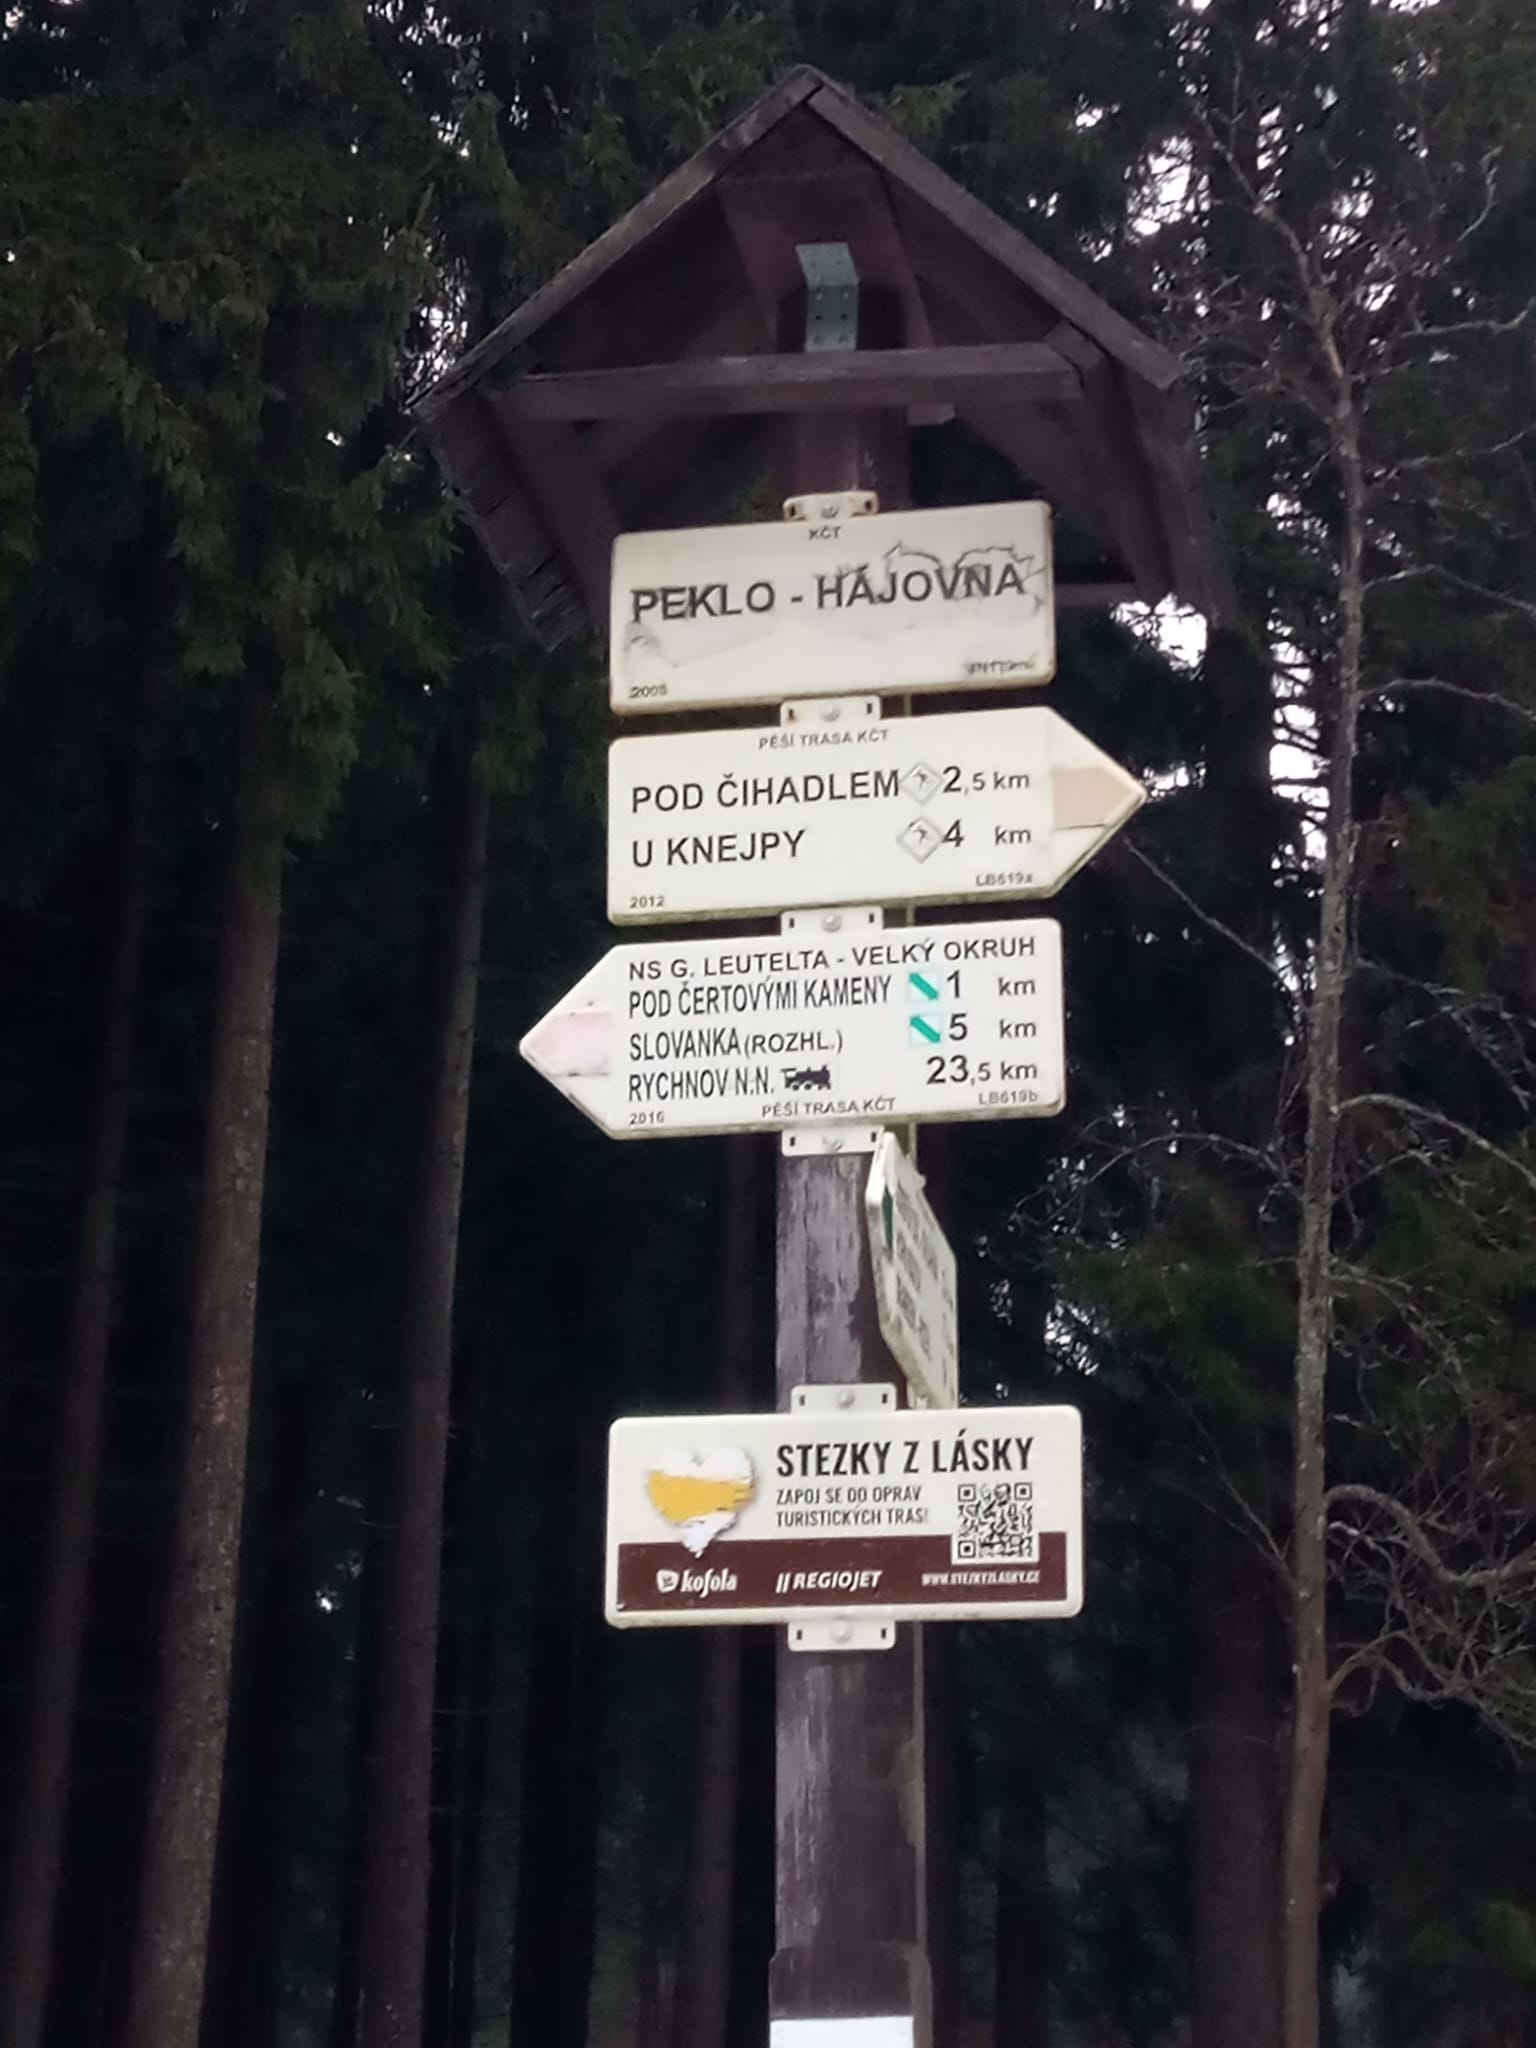 KČT
PEKLO - HÁJOVNA
2008
PĚŠÍ TRASA KČT
POD ČIHADLEM 2,5 km
U KNEJPY 4 km
2012 LB619a
NS G. LEUTELTA - VELKÝ OKRUH
POD ČERTOVÝMI KAMENY 1 km
SLOVANKA (ROZHL.) 5 km
RYCHNOV N.N. 23,5 km
2016 PĚŠÍ TRASA KČT LB619b
STEZKY Z LÁSKY
ZAPOJ SE DO OPRAV
TURISTICKÝCH TRAS!
kofola REGIOJET WWW.STEZKYZLASKY.CZ